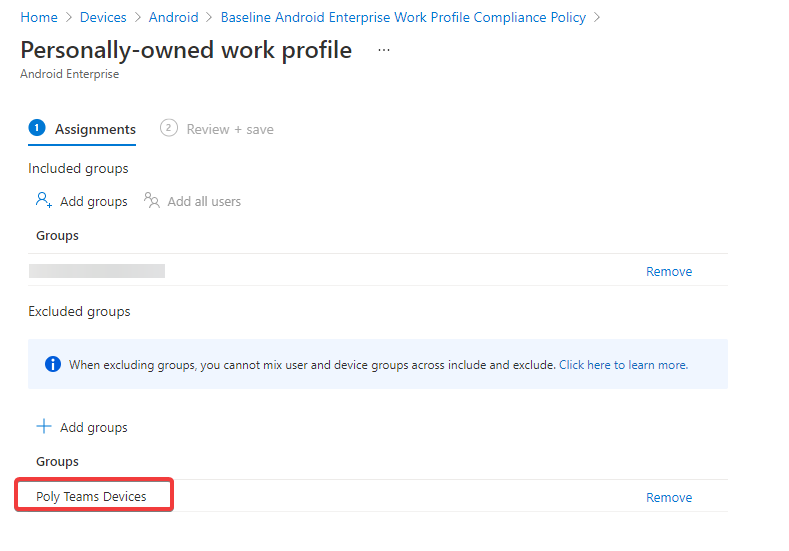 Home > Devices > Android > Baseline Android Enterprise Work Profile Compliance Policy >
Personally-owned work profile ...
Android Enterprise
1 Assignments 2 Review + save
Included groups
Add groups Add all users
Groups
Remove
Excluded groups
When excluding groups, you cannot mix user and device groups across include and exclude. Click here to learn more.
Add groups
Groups
Poly Teams Devices Remove